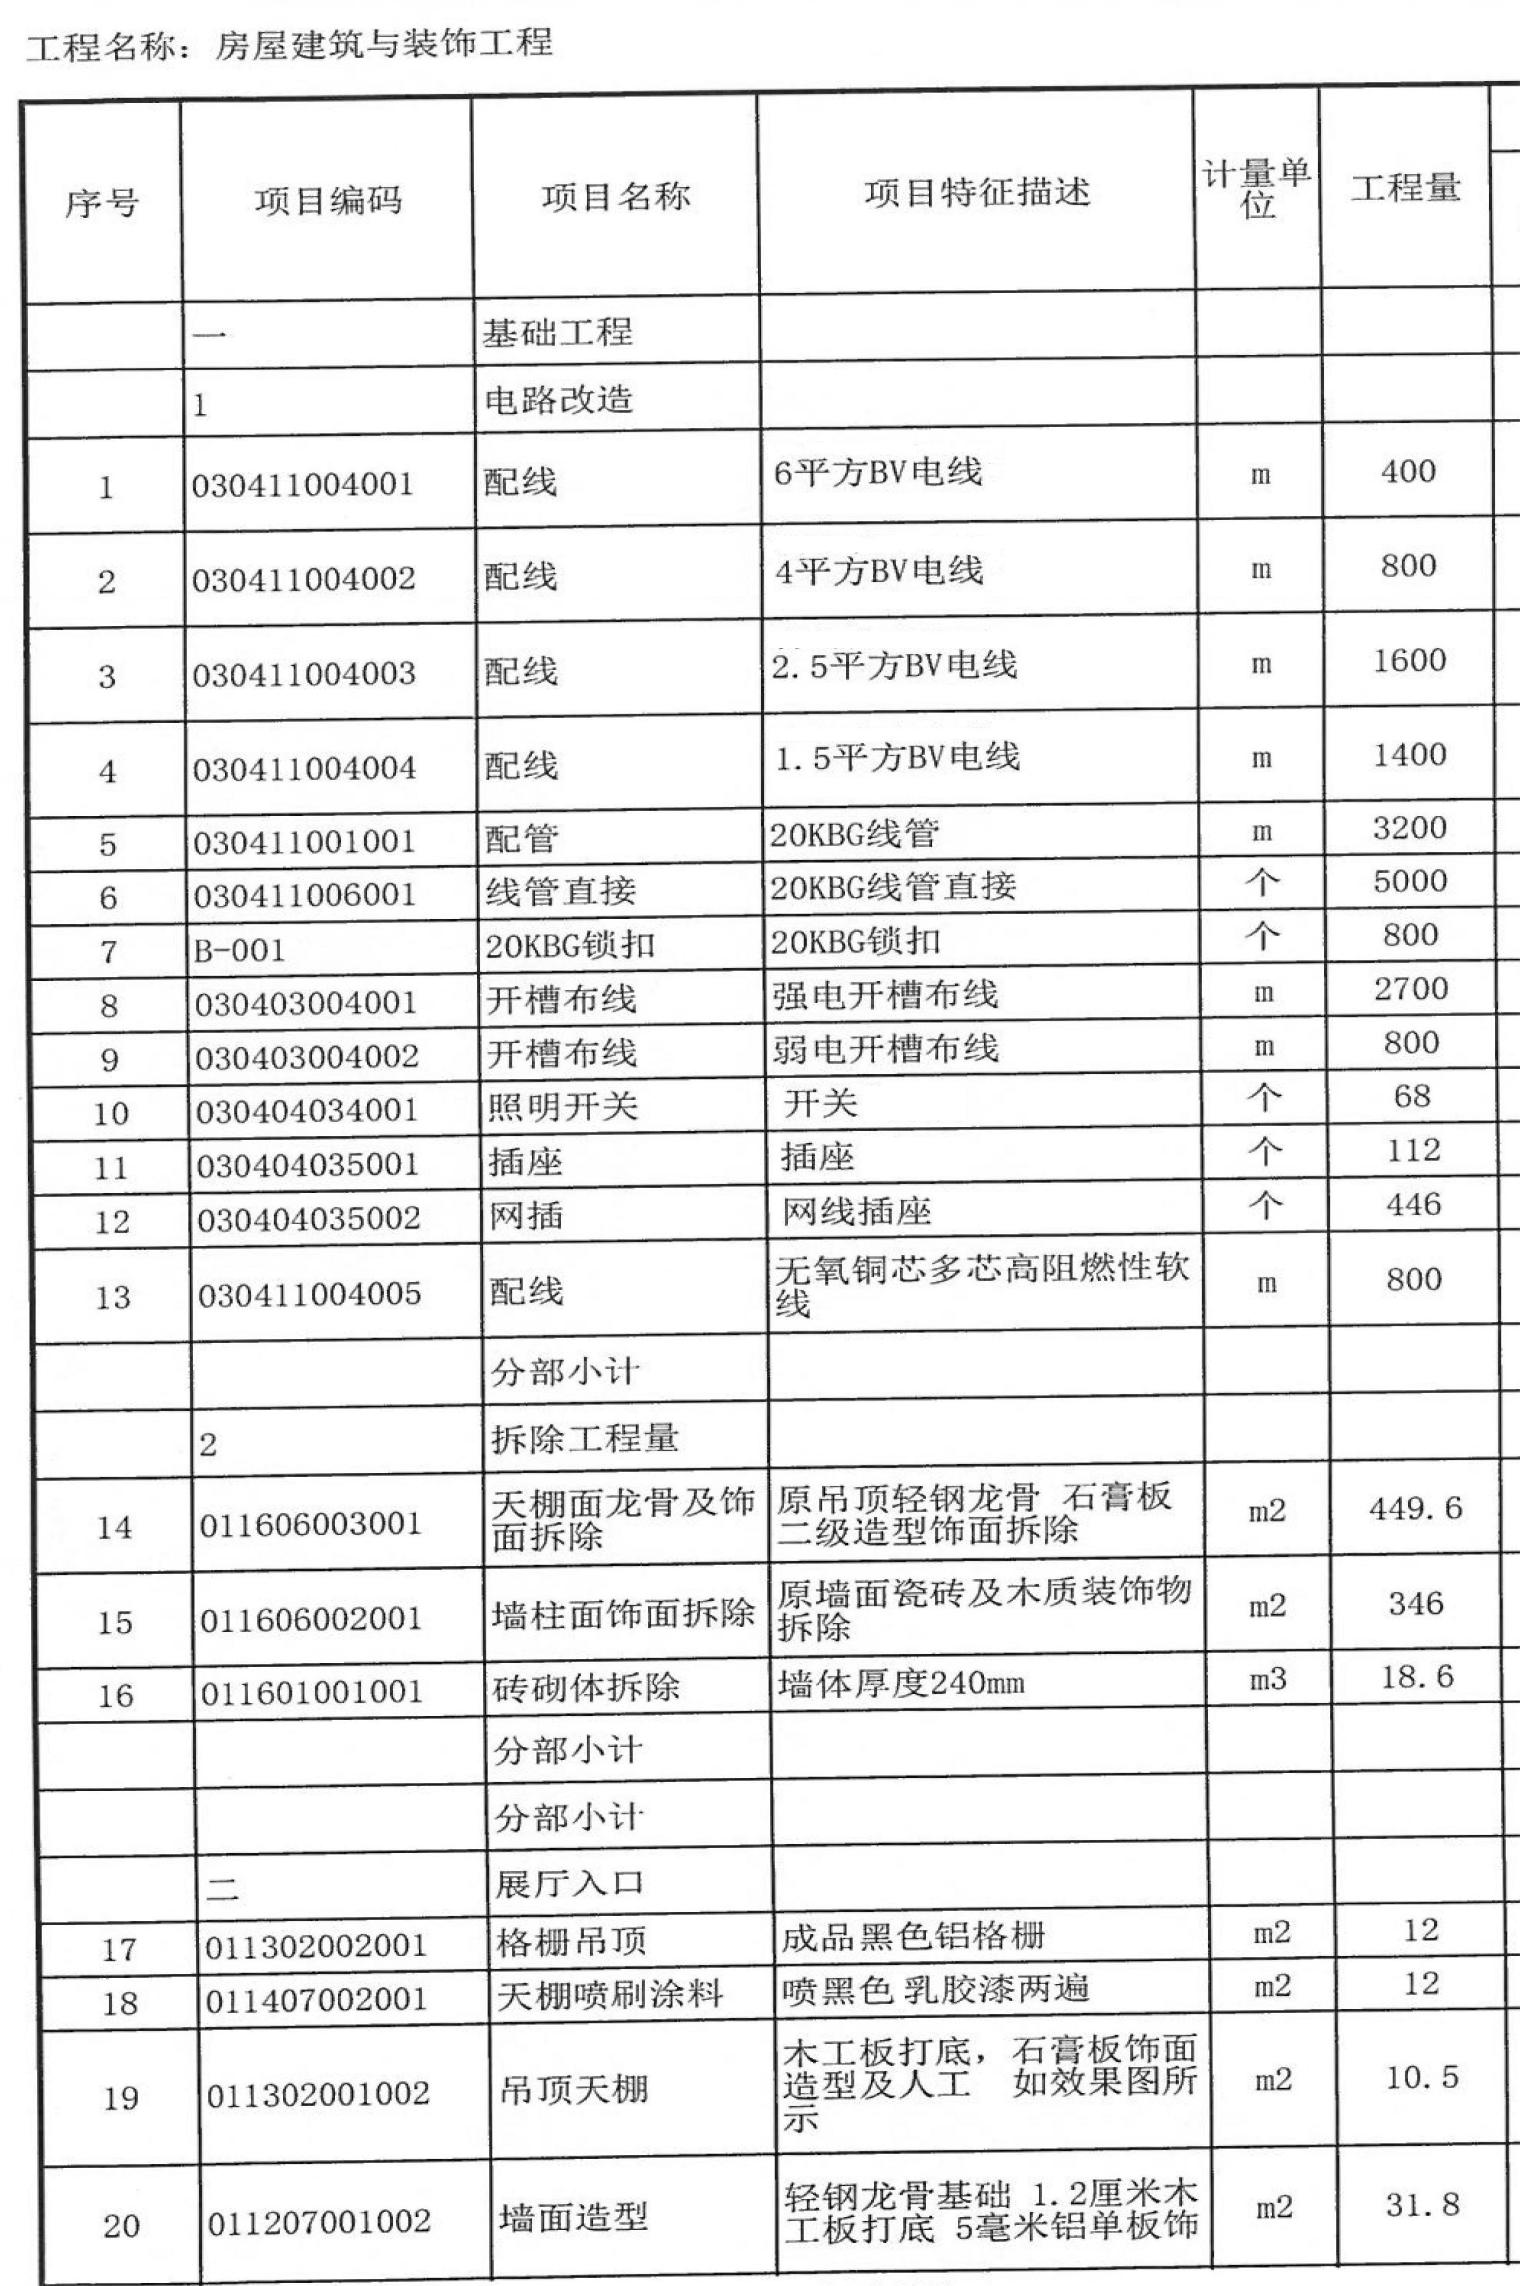 工程名称：房屋建筑与装饰工程
序号 项目编码 项目名称 项目特征描述 计量单位 工程量
一 基础工程
1 电路改造
1 030411004001 配线 6平方BV电线 m 400
2 030411004002 配线 4平方BV电线 m 800
3 030411004003 配线 2.5平方BV电线 m 1600
4 030411004004 配线 1.5平方BV电线 m 1400
5 030411001001 配管 20KBG线管 m 3200
6 030411006001 线管直接 20KBG线管直接 个 5000
7 B-001 20KBG锁扣 20KBG锁扣 个 800
8 030403004001 开槽布线 强电开槽布线 m 2700
9 030403004002 开槽布线 弱电开槽布线 m 800
10 030404034001 照明开关 开关 个 68
11 030404035001 插座 插座 个 112
12 030404035002 网插 网线插座 个 446
13 030411004005 配线 无氧铜芯多芯高阻燃性软线 m 800
分部小计
2 拆除工程量
14 011606003001 天棚面龙骨及饰面拆除 原吊顶轻钢龙骨 石膏板二级造型饰面拆除 m2 449.6
15 011606002001 墙柱面饰面拆除 原墙面瓷砖及木质装饰物拆除 m2 346
16 011601001001 砖砌体拆除 墙体厚度240mm m3 18.6
分部小计
分部小计
二 展厅入口
17 011302002001 格栅吊顶 成品黑色铝格栅 m2 12
18 011407002001 天棚喷刷涂料 喷黑色 乳胶漆两遍 m2 12
19 011302001002 吊顶天棚 木工板打底，石膏板饰面造型及人工 如效果图所示 m2 10.5
20 011207001002 墙面造型 轻钢龙骨基础 1.2厘米木工板打底 5毫米铝单板饰 m2 31.8